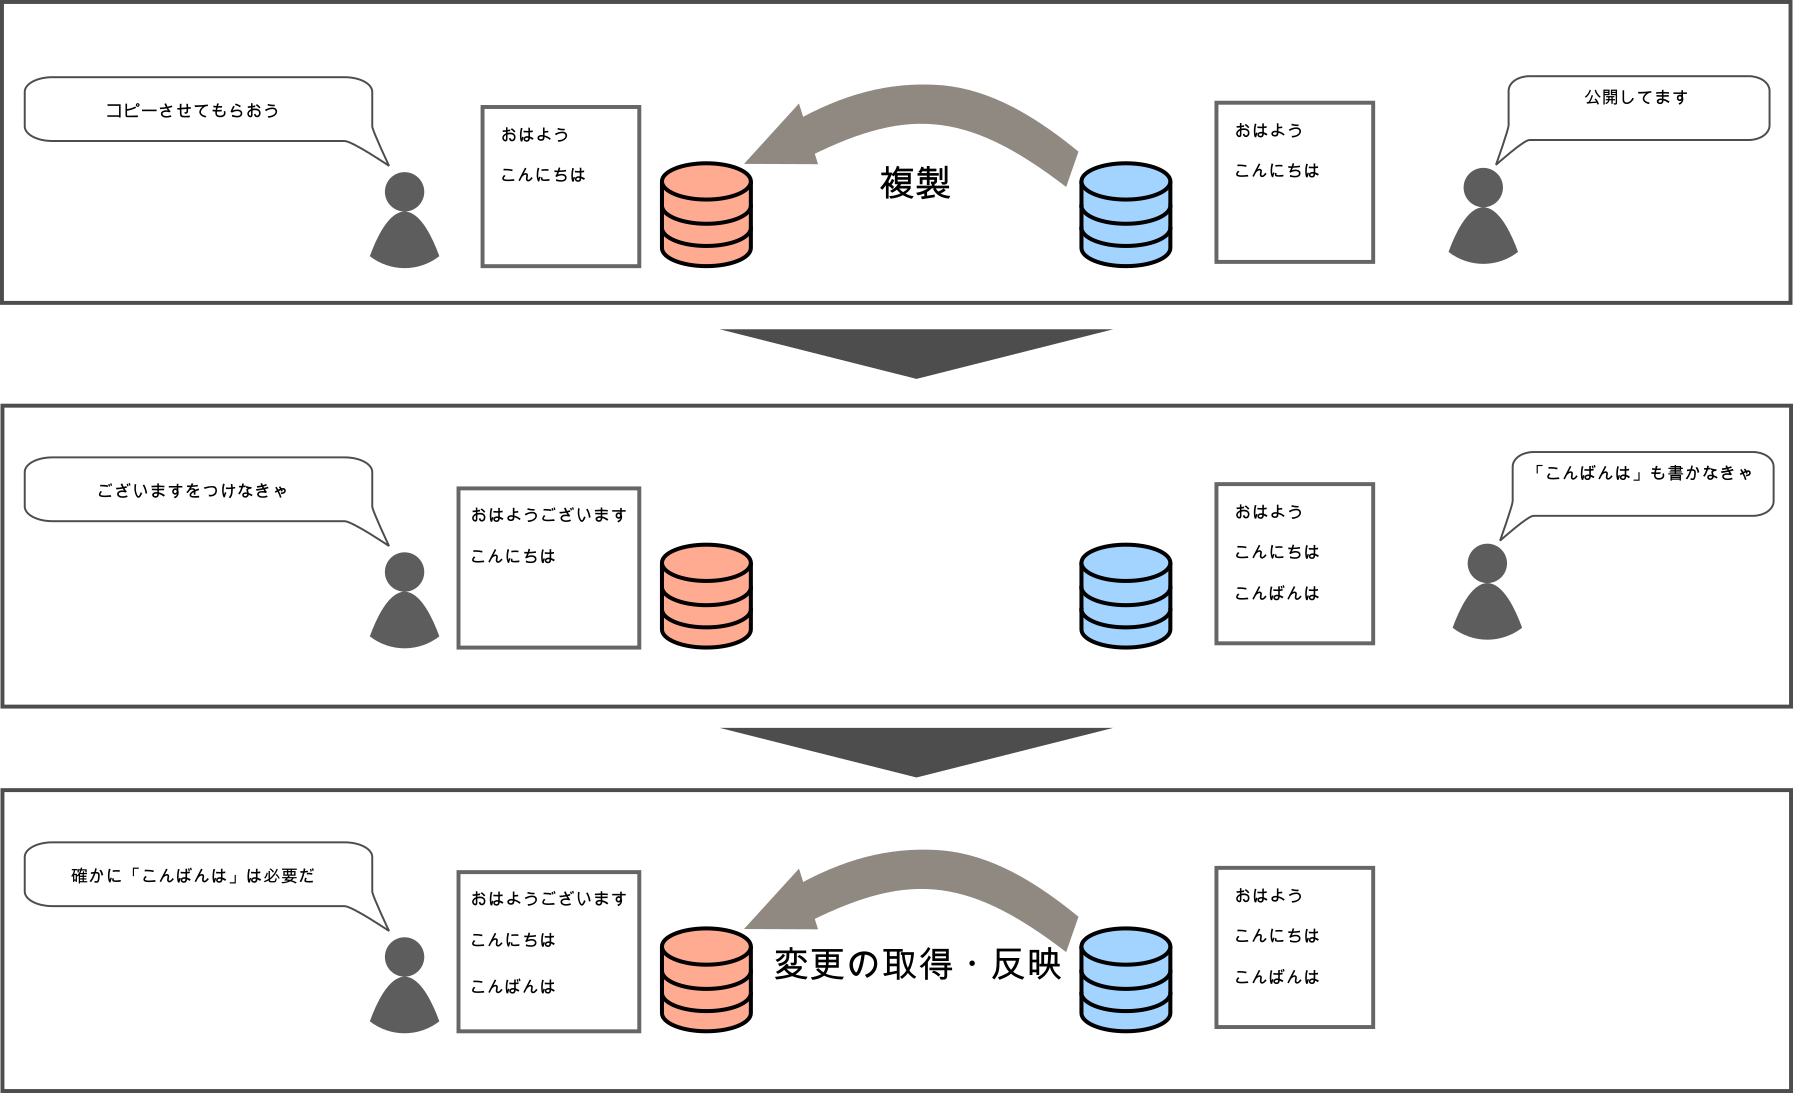 コピーさせてもらおう
おはよう
こんにちは
複製
おはよう
こんにちは
公開してます
ございますをつけなきゃ
おはようございます
こんにちは
おはよう
こんにちは
こんばんは
「こんばんは」も書かなきゃ
確かに「こんばんは」は必要だ
おはようございます
こんにちは
こんばんは
変更の取得・反映
おはよう
こんにちは
こんばんは